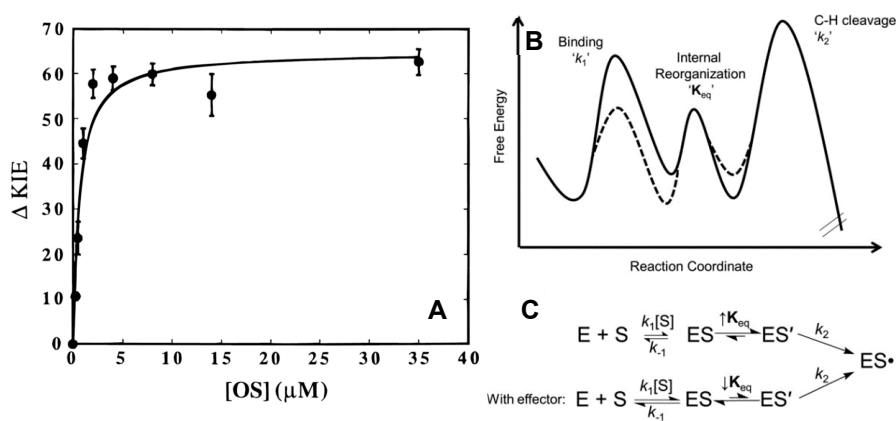 70
60
50
40
30
20
10
0
Δ KIE
0 5 10 15 20 25 30 35 40
[OS] (μM)
A
B
Free Energy
Binding
'k₁'
Internal
Reorganization
'Keq'
C-H cleavage
'k₂'
Reaction Coordinate
C
E + S k₁[S] k₋₁ ES ↑Keq ES′ k₂
ES•
With effector: E + S k₁[S] k₋₁ ES ↓Keq ES′ k₂